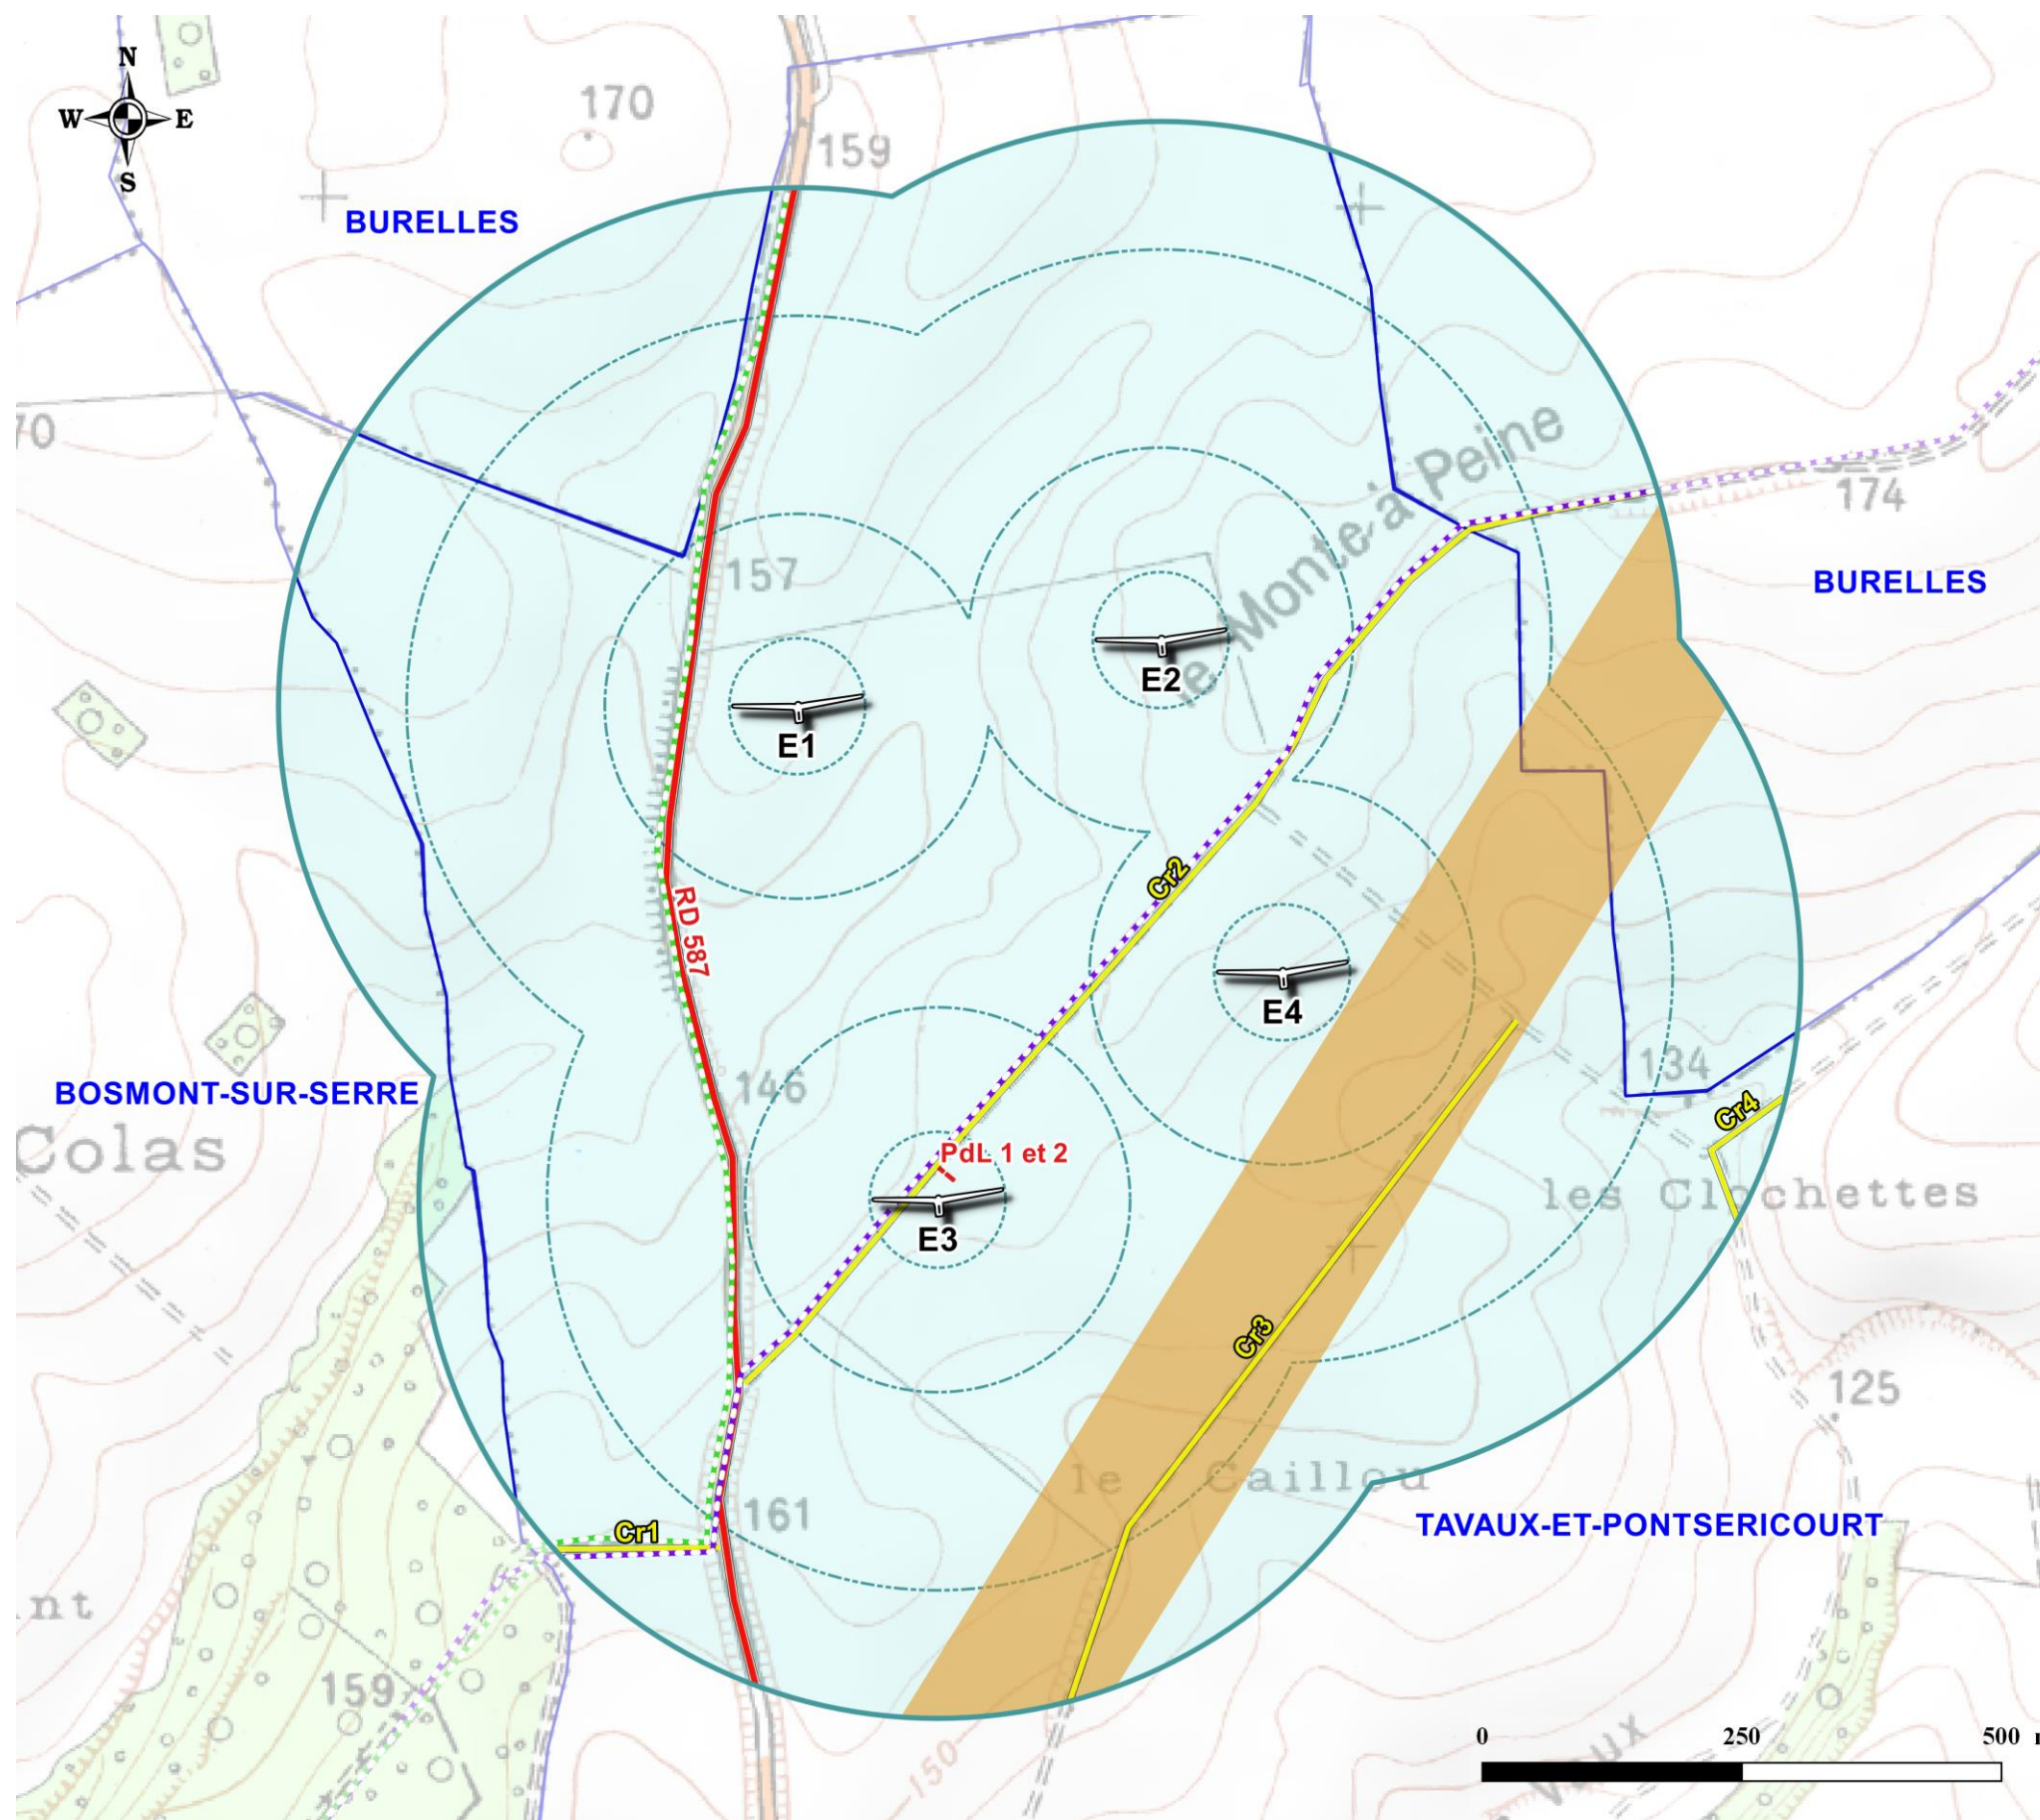 N
W E
S
170
159
BURELLES
70
le Monte à Peine
174
157
BURELLES
E2
E1
Cr2
RD 587
E4
134
146
BOSMONT-SUR-SERRE
Cr4
Colas
PdL 1 et 2
les Clochettes
E3
Cr3
125
le Caillou
161
TAVAUX-ET-PONTSERICOURT
Cr1
nt
159
150
0 250 500